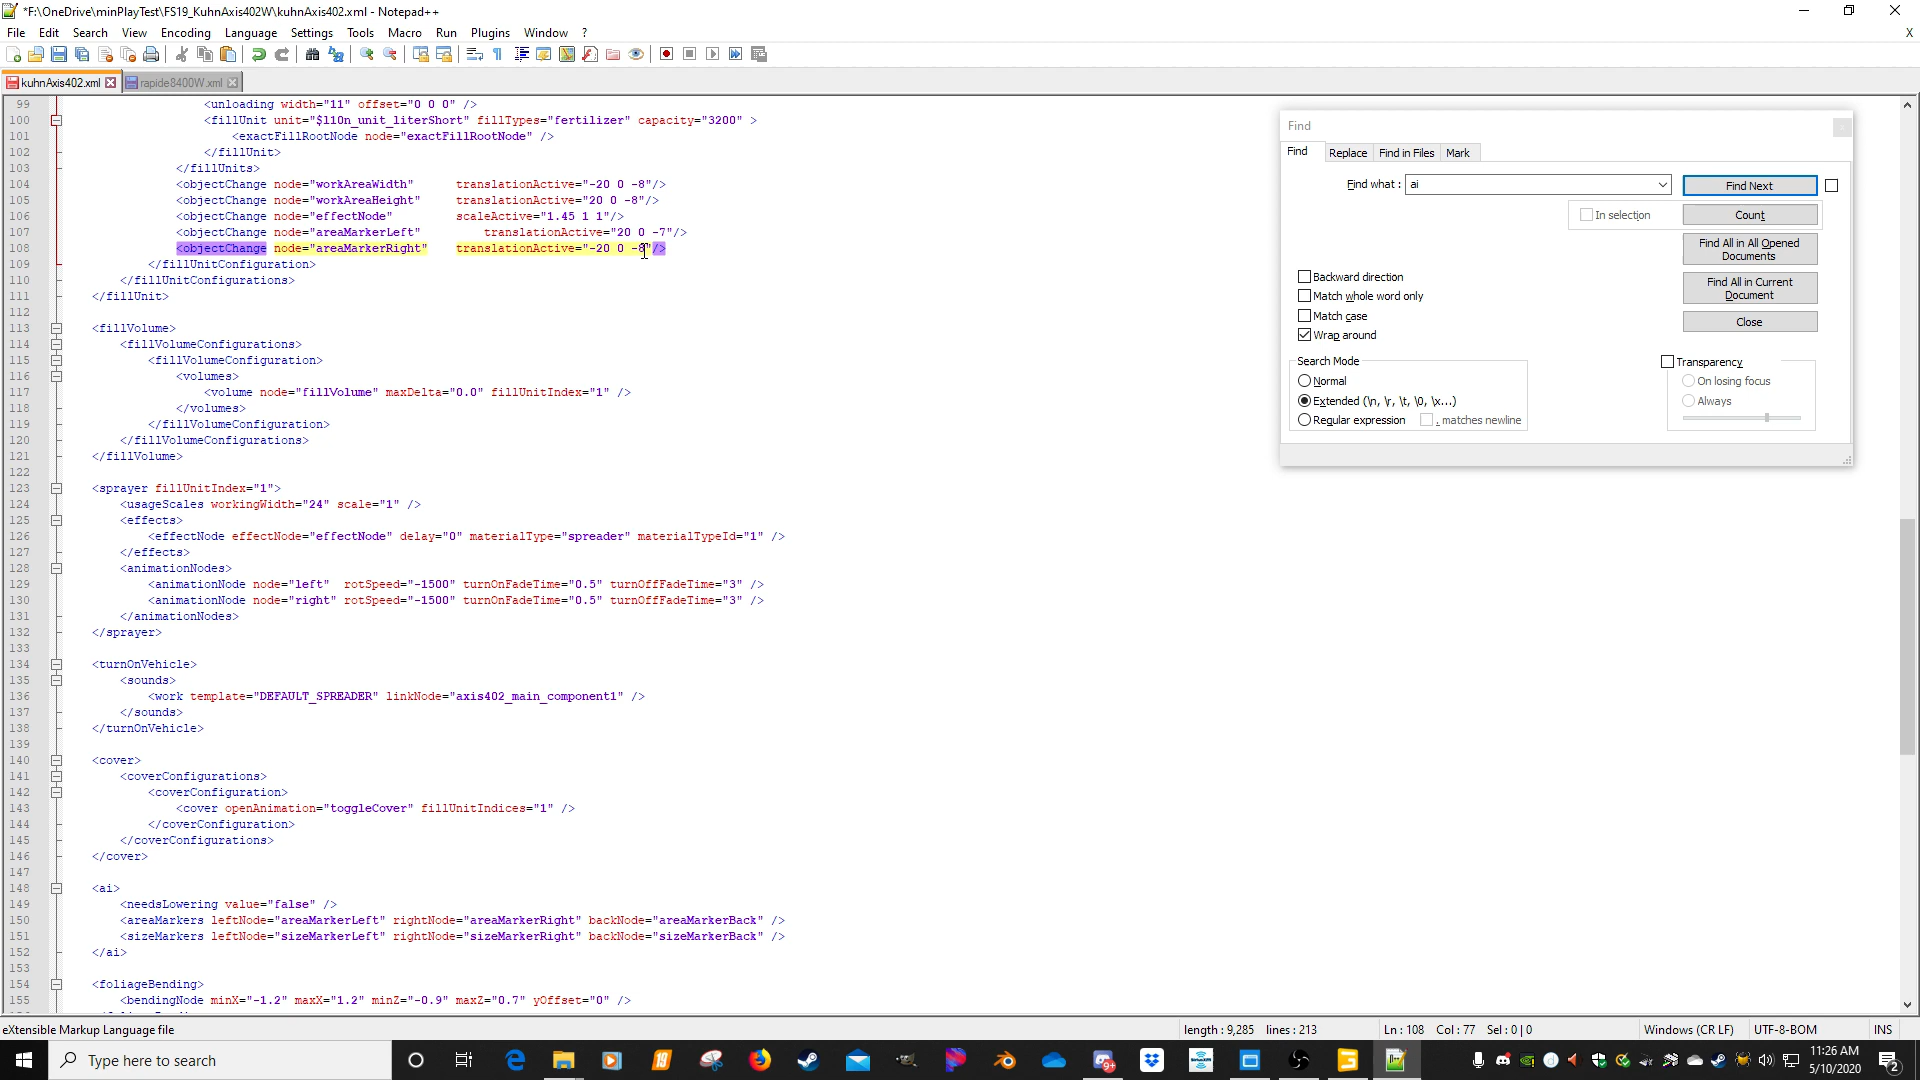 *F:\OneDrive\minPlayTest\FS19_KuhnAxis402W\kuhnAxis402.xml - Notepad++
File Edit Search View Encoding Language Settings Tools Macro Run Plugins Window ? X
kuhnAxis402.xml rapide8400W.xml
99 <unloading width="11" offset="0 0 0" />
100 <fillUnit unit="$l10n_unit_literShort" fillTypes="fertilizer" capacity="3200" >
101 <exactFillRootNode node="exactFillRootNode" />
102 </fillUnit>
103 </fillUnits>
104 <objectChange node="workAreaWidth" translationActive="-20 0 -8"/>
105 <objectChange node="workAreaHeight" translationActive="20 0 -8"/>
106 <objectChange node="effectNode" scaleActive="1.45 1 1"/>
107 <objectChange node="areaMarkerLeft" translationActive="20 0 -7"/>
108 <objectChange node="areaMarkerRight" translationActive="-20 0 -8"/>
109 </fillUnitConfiguration>
110 </fillUnitConfigurations>
111 </fillUnit>
112
113 <fillVolume>
114 <fillVolumeConfigurations>
115 <fillVolumeConfiguration>
116 <volumes>
117 <volume node="fillVolume" maxDelta="0.0" fillUnitIndex="1" />
118 </volumes>
119 </fillVolumeConfiguration>
120 </fillVolumeConfigurations>
121 </fillVolume>
122
123 <sprayer fillUnitIndex="1">
124 <usageScales workingWidth="24" scale="1" />
125 <effects>
126 <effectNode effectNode="effectNode" delay="0" materialType="spreader" materialTypeId="1" />
127 </effects>
128 <animationNodes>
129 <animationNode node="left" rotSpeed="-1500" turnOnFadeTime="0.5" turnOffFadeTime="3" />
130 <animationNode node="right" rotSpeed="-1500" turnOnFadeTime="0.5" turnOffFadeTime="3" />
131 </animationNodes>
132 </sprayer>
133
134 <turnOnVehicle>
135 <sounds>
136 <work template="DEFAULT_SPREADER" linkNode="axis402_main_component1" />
137 </sounds>
138 </turnOnVehicle>
139
140 <cover>
141 <coverConfigurations>
142 <coverConfiguration>
143 <cover openAnimation="toggleCover" fillUnitIndices="1" />
144 </coverConfiguration>
145 </coverConfigurations>
146 </cover>
147
148 <ai>
149 <needsLowering value="false" />
150 <areaMarkers leftNode="areaMarkerLeft" rightNode="areaMarkerRight" backNode="areaMarkerBack" />
151 <sizeMarkers leftNode="sizeMarkerLeft" rightNode="sizeMarkerRight" backNode="sizeMarkerBack" />
152 </ai>
153
154 <foliageBending>
155 <bendingNode minX="-1.2" maxX="1.2" minZ="-0.9" maxZ="0.7" yOffset="0" />
Find
Find Replace Find in Files Mark
Find what : ai Find Next
In selection Count
Find All in All Opened
Documents
Backward direction
Match whole word only
Find All in Current
Document
Match case
Wrap around
Close
Search Mode
Transparency
Normal
On losing focus
Extended (\n, \r, \t, \0, \x...)
Always
Regular expression . matches newline
eXtensible Markup Language file length : 9,285 lines : 213 Ln : 108 Col : 77 Sel : 0 | 0 Windows (CR LF) UTF-8-BOM INS
Type here to search
11:26 AM
5/10/2020